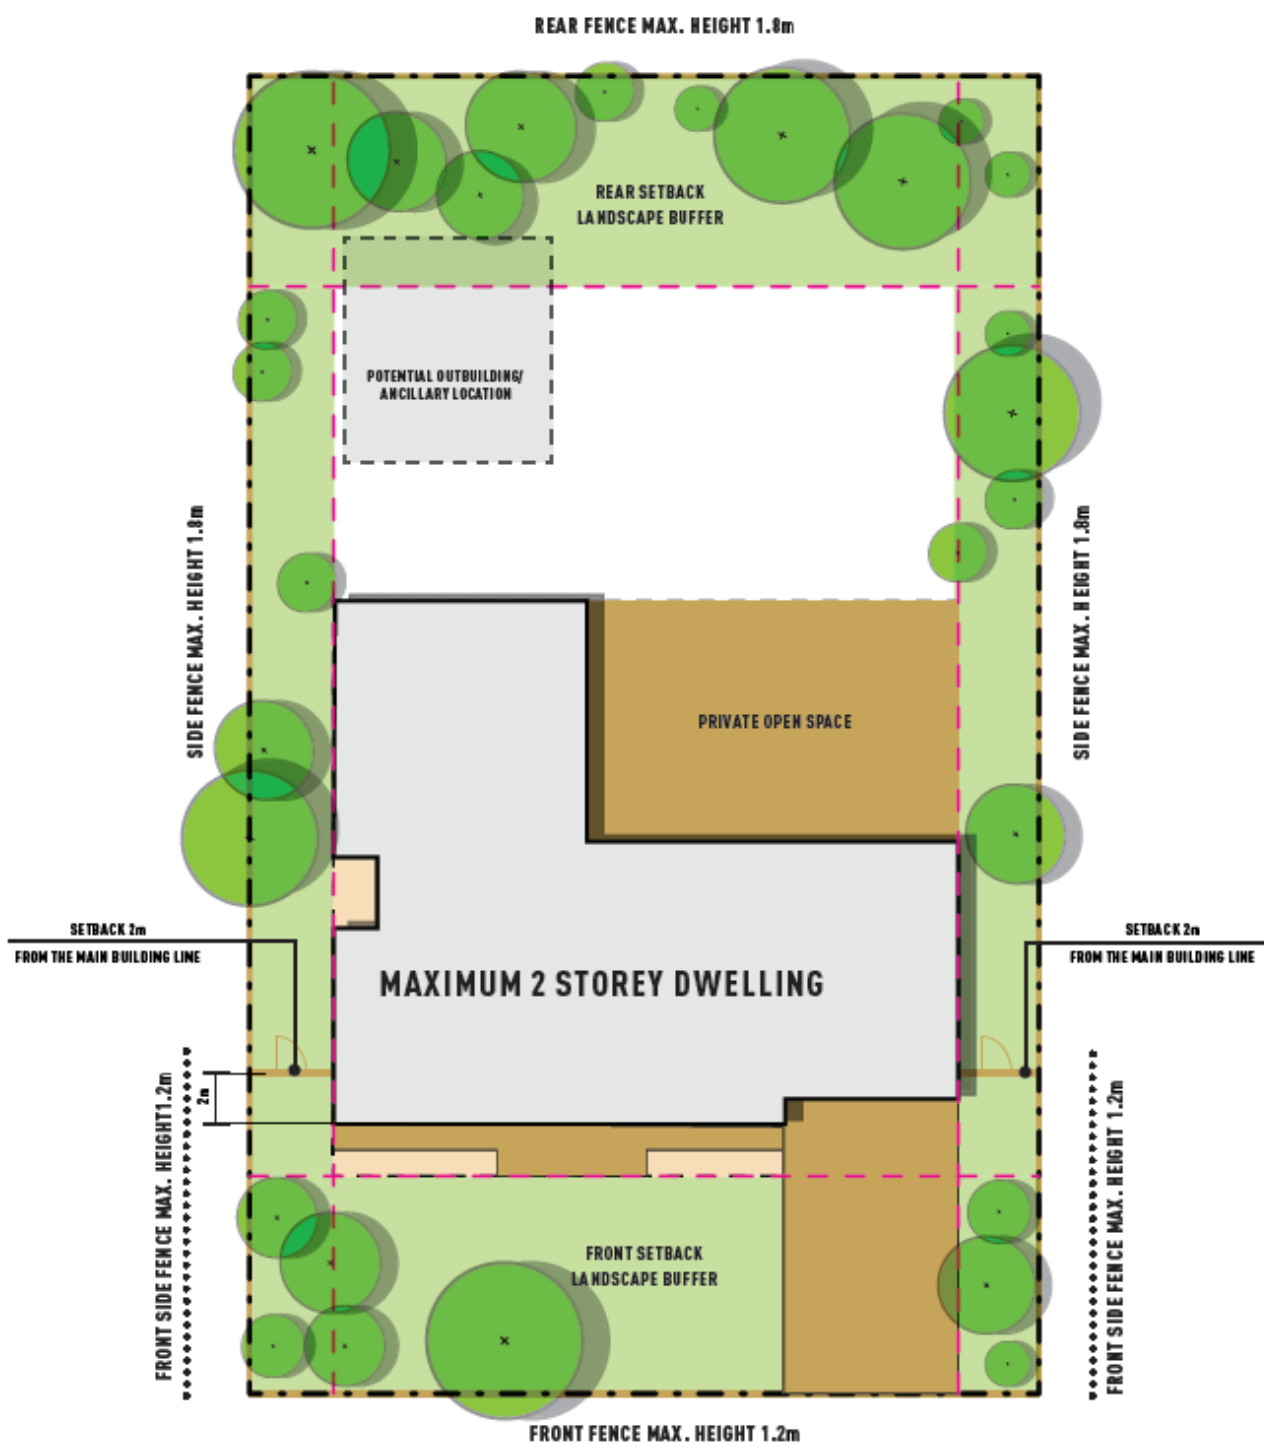 REAR FENCE MAX. HEIGHT 1.8m
REAR SETBACK
LANDSCAPE BUFFER
POTENTIAL OUTBUILDING/
ANCILLARY LOCATION
SIDE FENCE MAX. HEIGHT 1.8m
SIDE FENCE MAX. HEIGHT 1.8m
PRIVATE OPEN SPACE
SETBACK 2m
FROM THE MAIN BUILDING LINE
SETBACK 2m
FROM THE MAIN BUILDING LINE
MAXIMUM 2 STOREY DWELLING
2m
FRONT SIDE FENCE MAX. HEIGHT1.2m
FRONT SIDE FENCE MAX. HEIGHT 1.2m
FRONT SETBACK
LANDSCAPE BUFFER
FRONT FENCE MAX. HEIGHT 1.2m